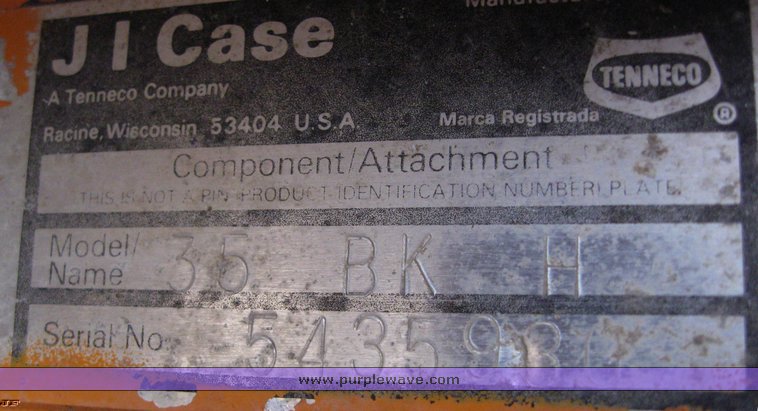 J I Case
A Tenneco Company
TENNECO
®
Racine, Wisconsin 53404 U.S.A.
Marca Registrada
Component/Attachment
THIS IS NOT A PIN (PRODUCT IDENTIFICATION NUMBER) PLATE
Model/
Name 35 BK H
Serial No.
www.purplewave.com